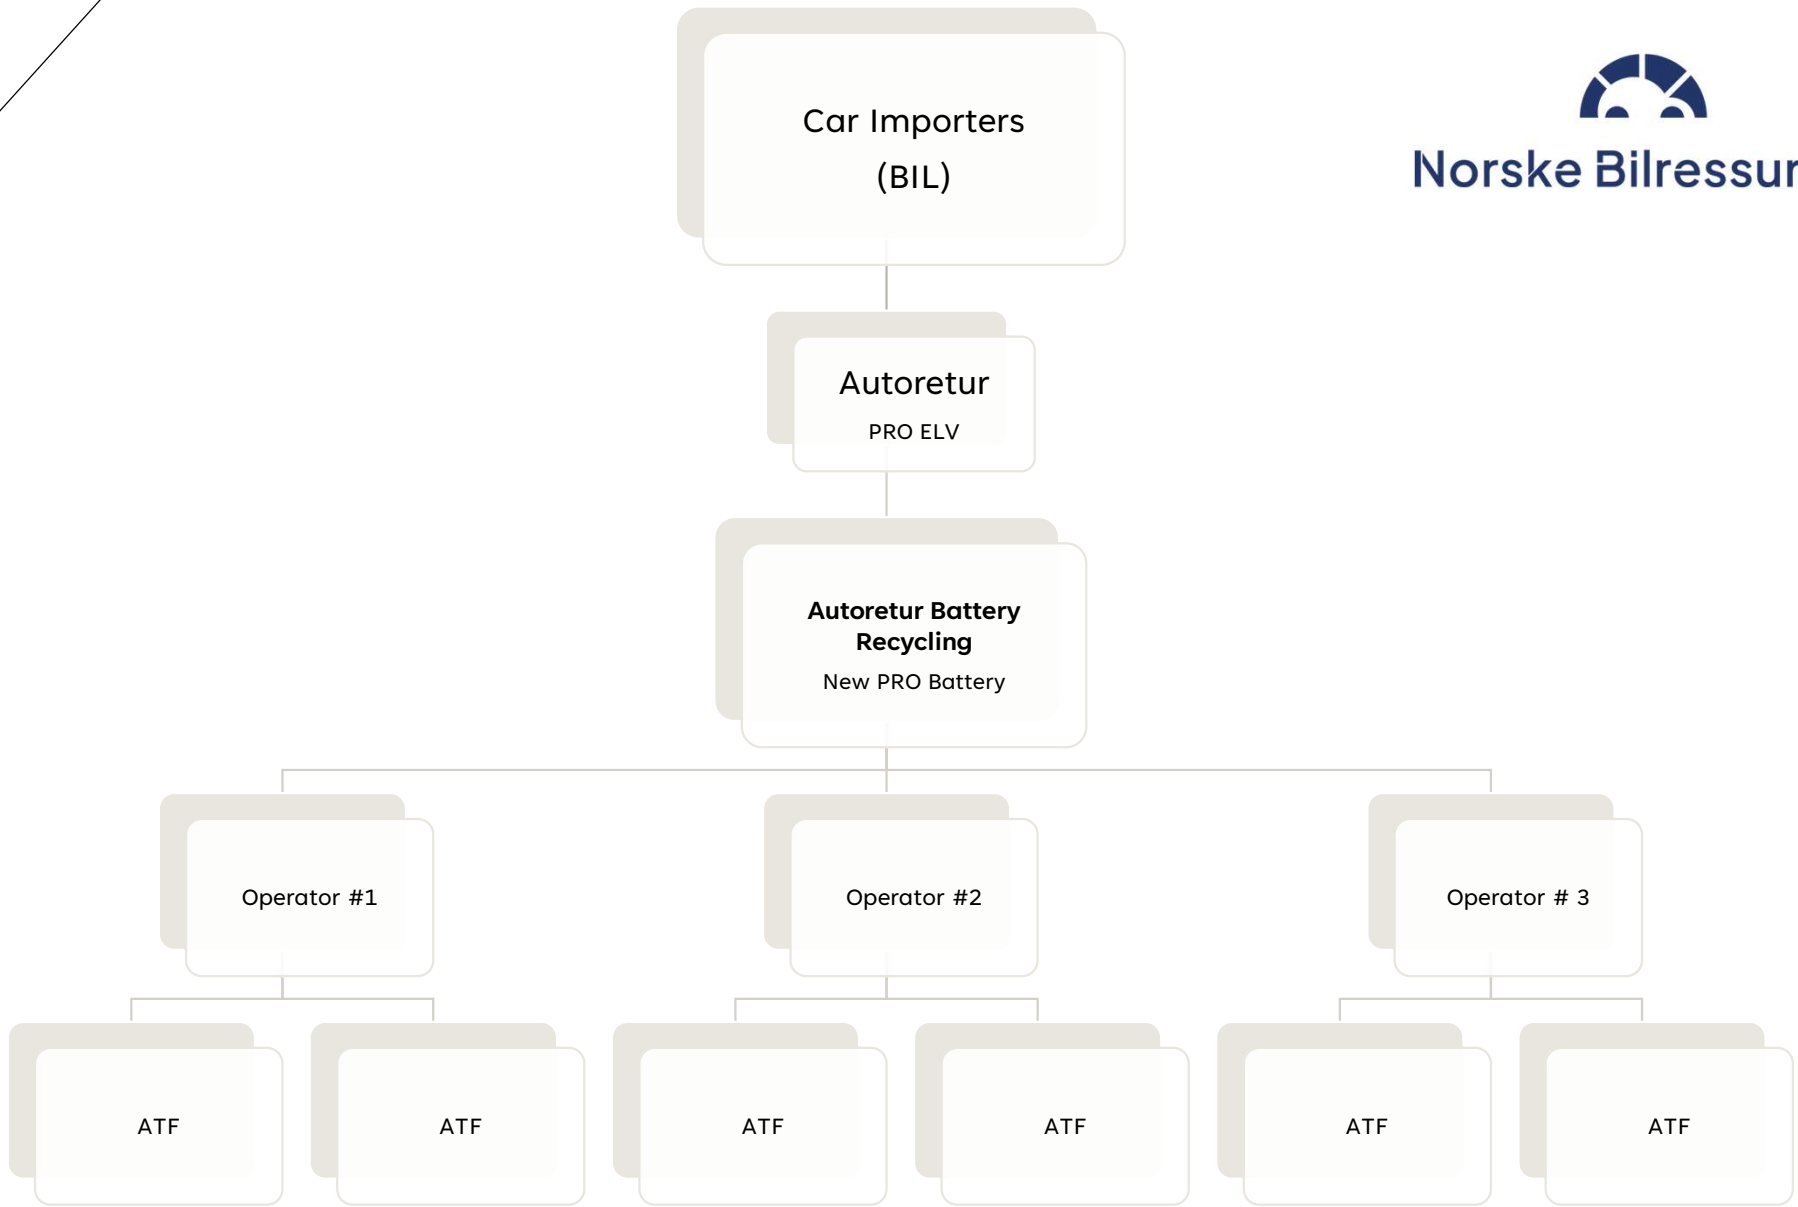 Car Importers
(BIL)
Norske Bilressur
Autoretur
PRO ELV
Autoretur Battery
Recycling
New PRO Battery
Operator #1
Operator #2
Operator # 3
ATF
ATF
ATF
ATF
ATF
ATF